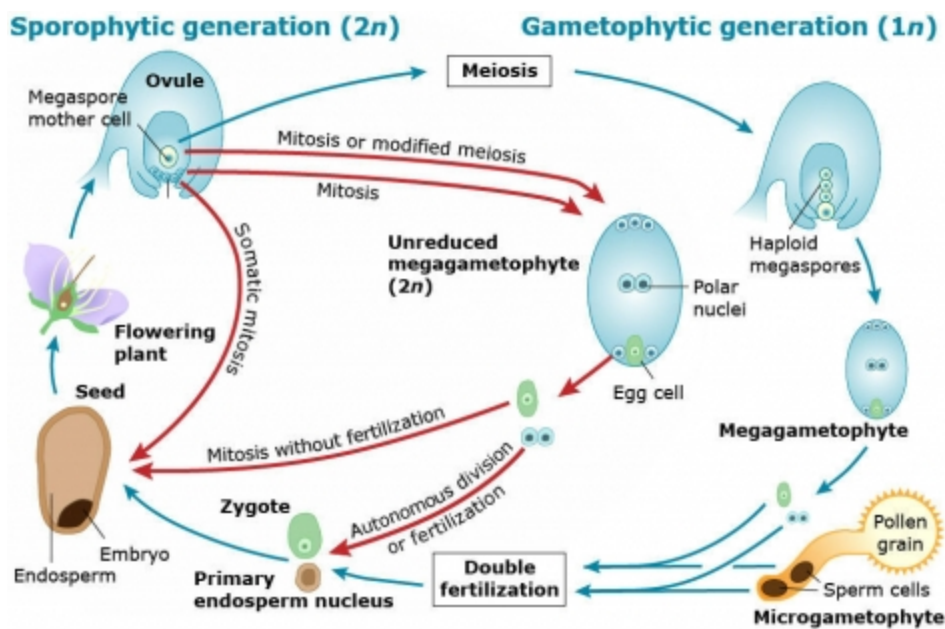 Sporophytic generation (2n)
Gametophytic generation (1n)
Ovule
Meiosis
Megaspore
mother cell
Mitosis or modified meiosis
Mitosis
Haploid
megaspores
Unreduced
megagametophyte
(2n)
Polar
nuclei
Somatic mitosis
Flowering
plant
Egg cell
Seed
Megagametophyte
Mitosis without fertilization
Autonomous division
or fertilization
Zygote
Pollen
grain
Embryo
Endosperm
Primary
endosperm nucleus
Double
fertilization
Sperm cells
Microgametophyte